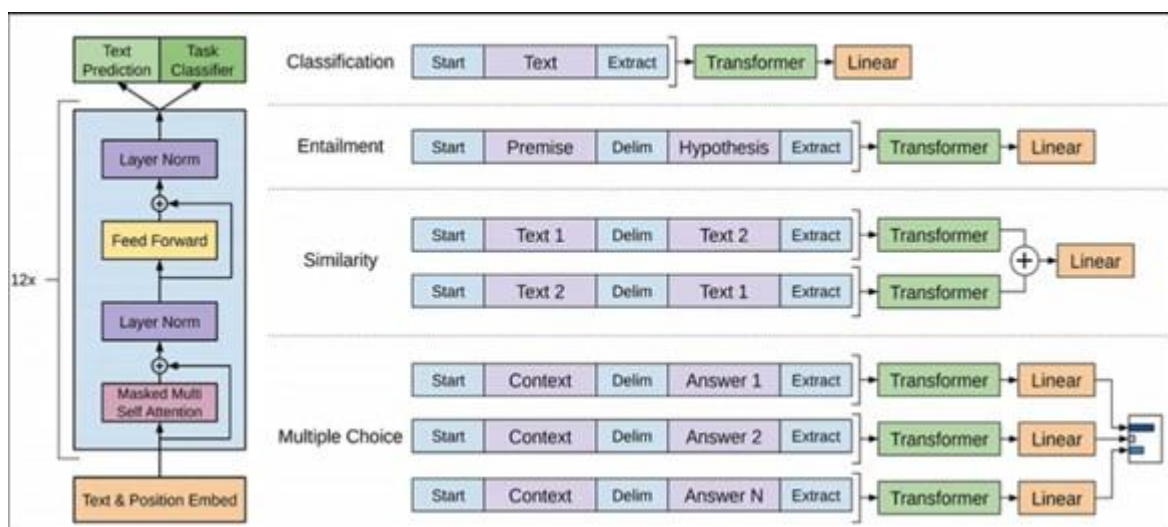 Text
Prediction
Task
Classifier
Layer Norm
Feed Forward
12x
Layer Norm
Masked Multi
Self Attention
Text & Position Embed
Classification Start Text Extract Transformer Linear
Entailment Start Premise Delim Hypothesis Extract Transformer Linear
Similarity
Start Text 1 Delim Text 2 Extract Transformer
Start Text 2 Delim Text 1 Extract Transformer
Linear
Multiple Choice
Start Context Delim Answer 1 Extract Transformer Linear
Start Context Delim Answer 2 Extract Transformer Linear
Start Context Delim Answer N Extract Transformer Linear